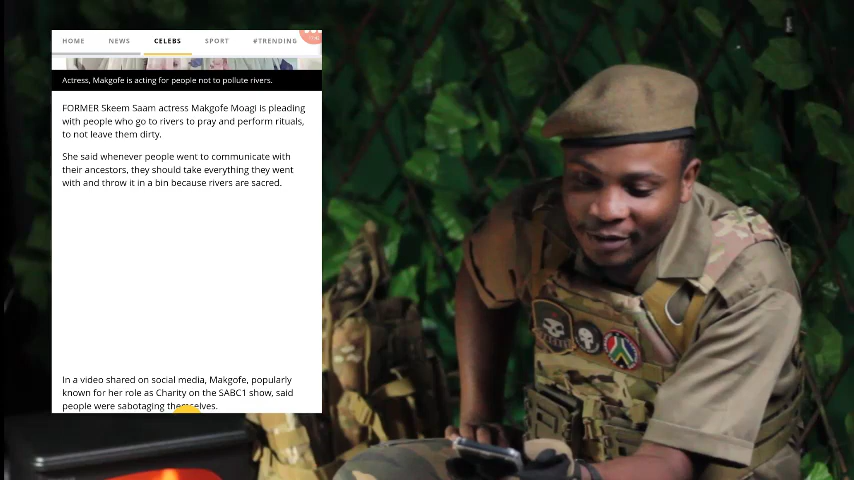 HOME NEWS CELEBS SPORT #TRENDING
Actress, Makgofe is acting for people not to pollute rivers.
FORMER Skeem Saam actress Makgofe Moagi is pleading
with people who go to rivers to pray and perform rituals,
to not leave them dirty.
She said whenever people went to communicate with
their ancestors, they should take everything they went
with and throw it in a bin because rivers are sacred.
In a video shared on social media, Makgofe, popularly
known for her role as Charity on the SABC1 show, said
people were sabotaging themselves.